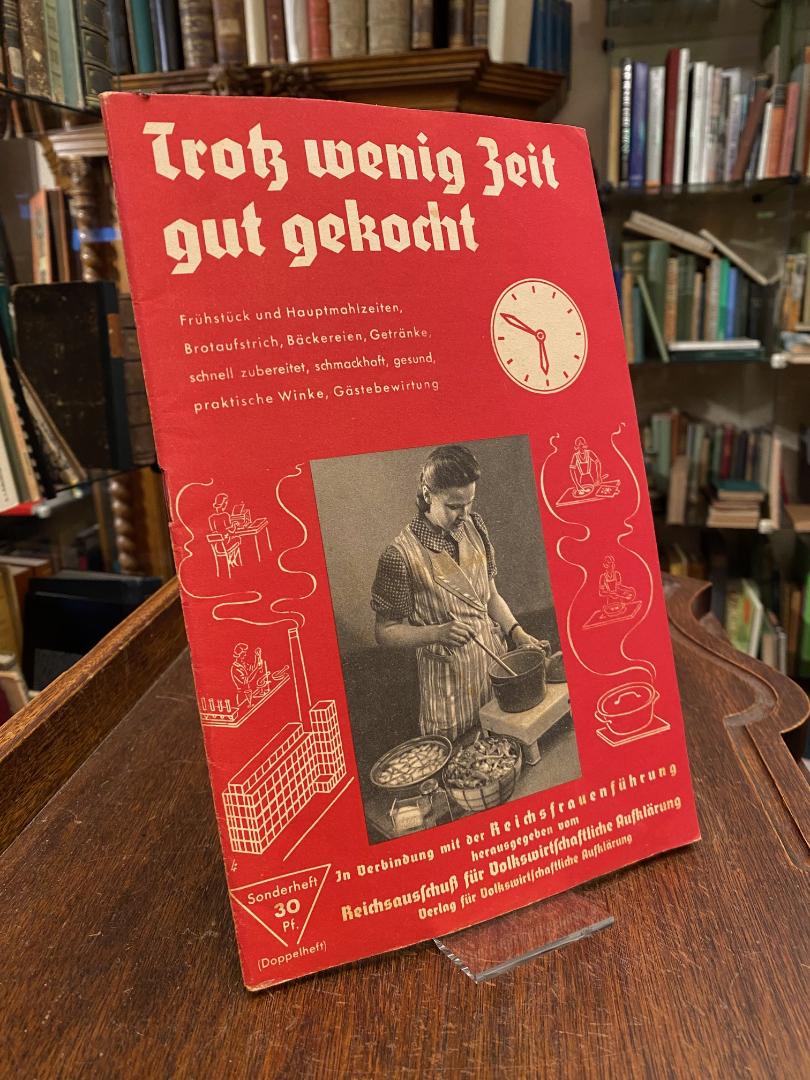 Trotz wenig Zeit
gut gekocht
Frühstück und Hauptmahlzeiten,
Brotaufstrich, Bäckereien, Getränke,
schnell zubereitet, schmackhaft, gesund,
praktische Winke, Gästebewirtung
In Verbindung mit der Reichsfrauenführung
herausgegeben vom
Reichsausschuß für Volkswirtschaftliche Aufklärung
Verlag für Volkswirtschaftliche Aufklärung
Sonderheft
30
Pf.
(Doppelheft)